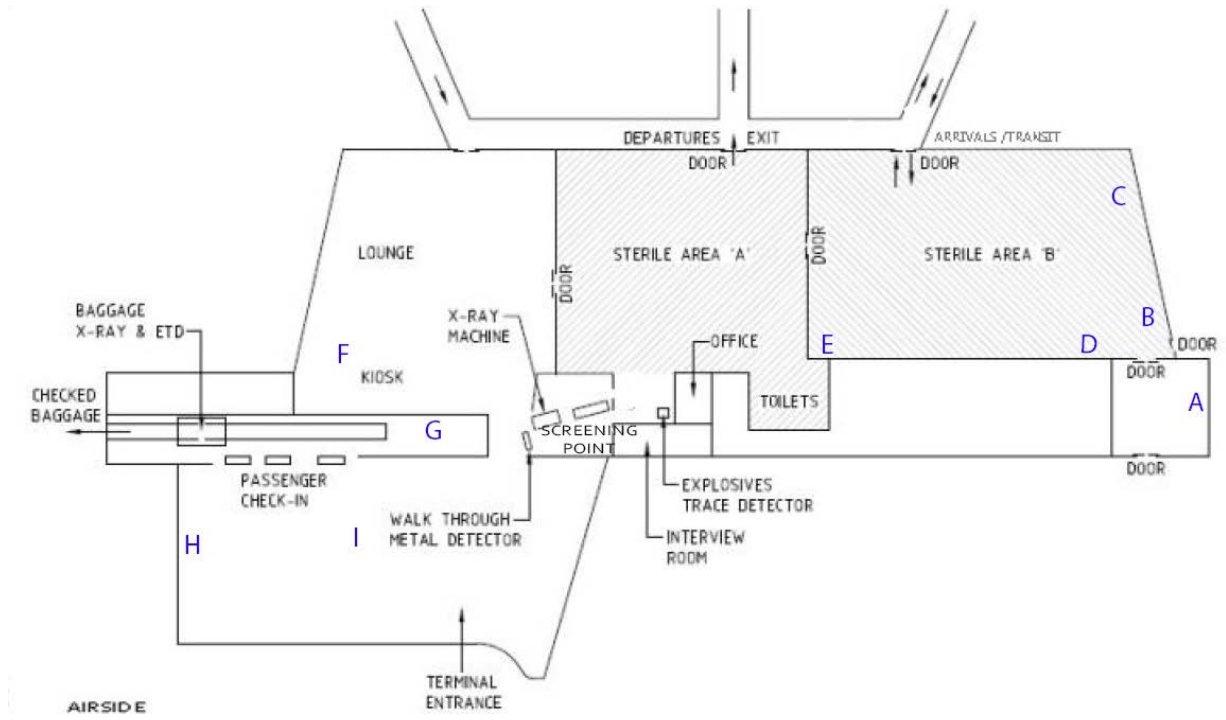 DEPARTURES EXIT
DOOR
ARRIVALS /TRANSIT
DOOR
C
LOUNGE
STERILE AREA 'A'
DOOR
STERILE AREA 'B'
DOOR
BAGGAGE
X-RAY & ETD
X-RAY
MACHINE
OFFICE
B
DOOR
F
E
D
DOOR
KIOSK
CHECKED
BAGGAGE
TOILETS
A
G
SCREENING
POINT
DOOR
PASSENGER
CHECK-IN
EXPLOSIVES
TRACE DETECTOR
WALK THROUGH
METAL DETECTOR
INTERVIEW
ROOM
H
I
TERMINAL
ENTRANCE
AIRSIDE